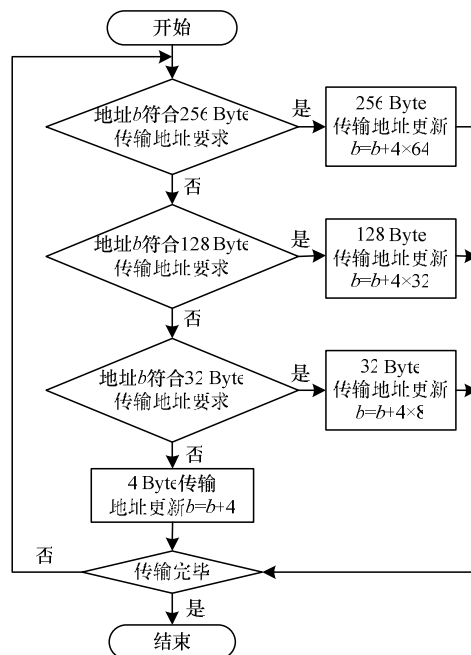 开始
地址b符合256 Byte
传输地址要求
是
256 Byte
传输地址更新
b=b+4×64
否
地址b符合128 Byte
传输地址要求
是
128 Byte
传输地址更新
b=b+4×32
否
地址b符合32 Byte
传输地址要求
是
32 Byte
传输地址更新
b=b+4×8
否
4 Byte传输
地址更新b=b+4
否
传输完毕
是
结束